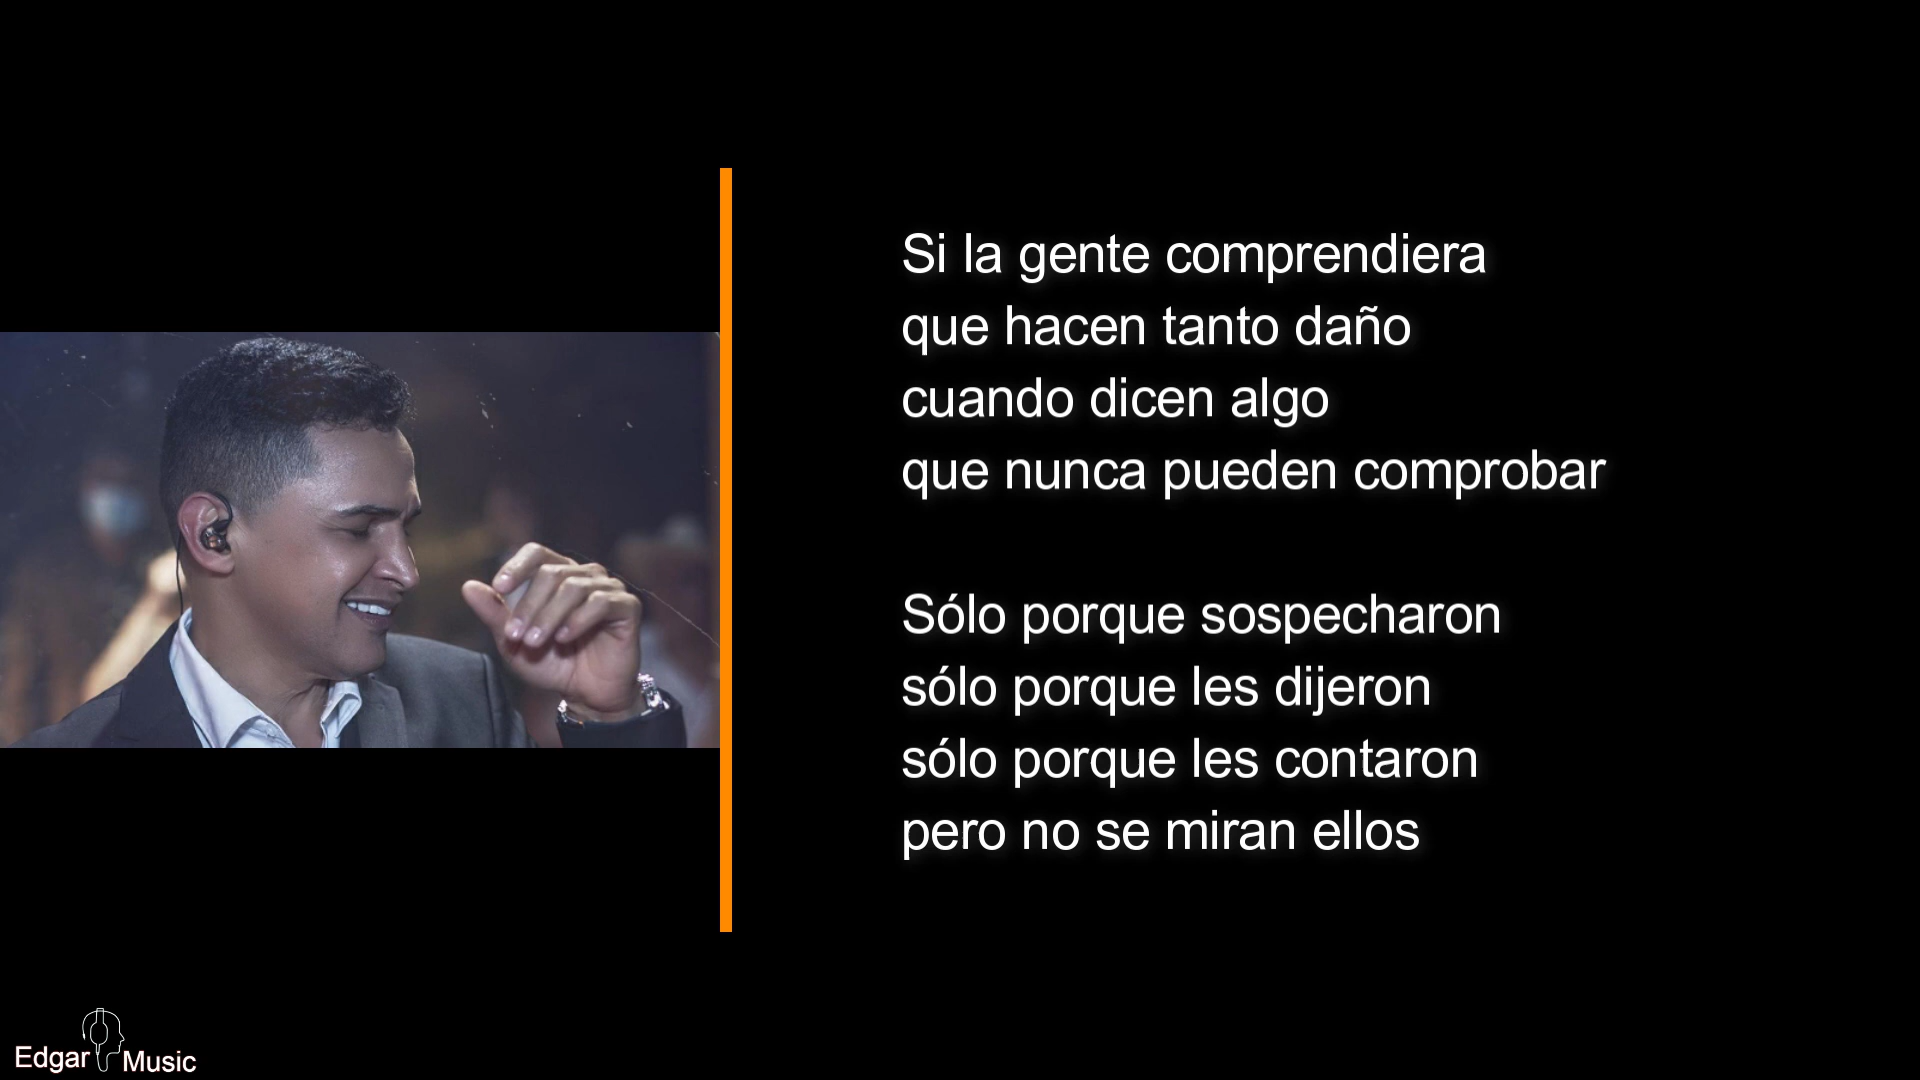 Si la gente comprendiera
que hacen tanto daño
cuando dicen algo
que nunca pueden comprobar
Sólo porque sospecharon
sólo porque les dijeron
sólo porque les contaron
pero no se miran ellos
Edgar Music